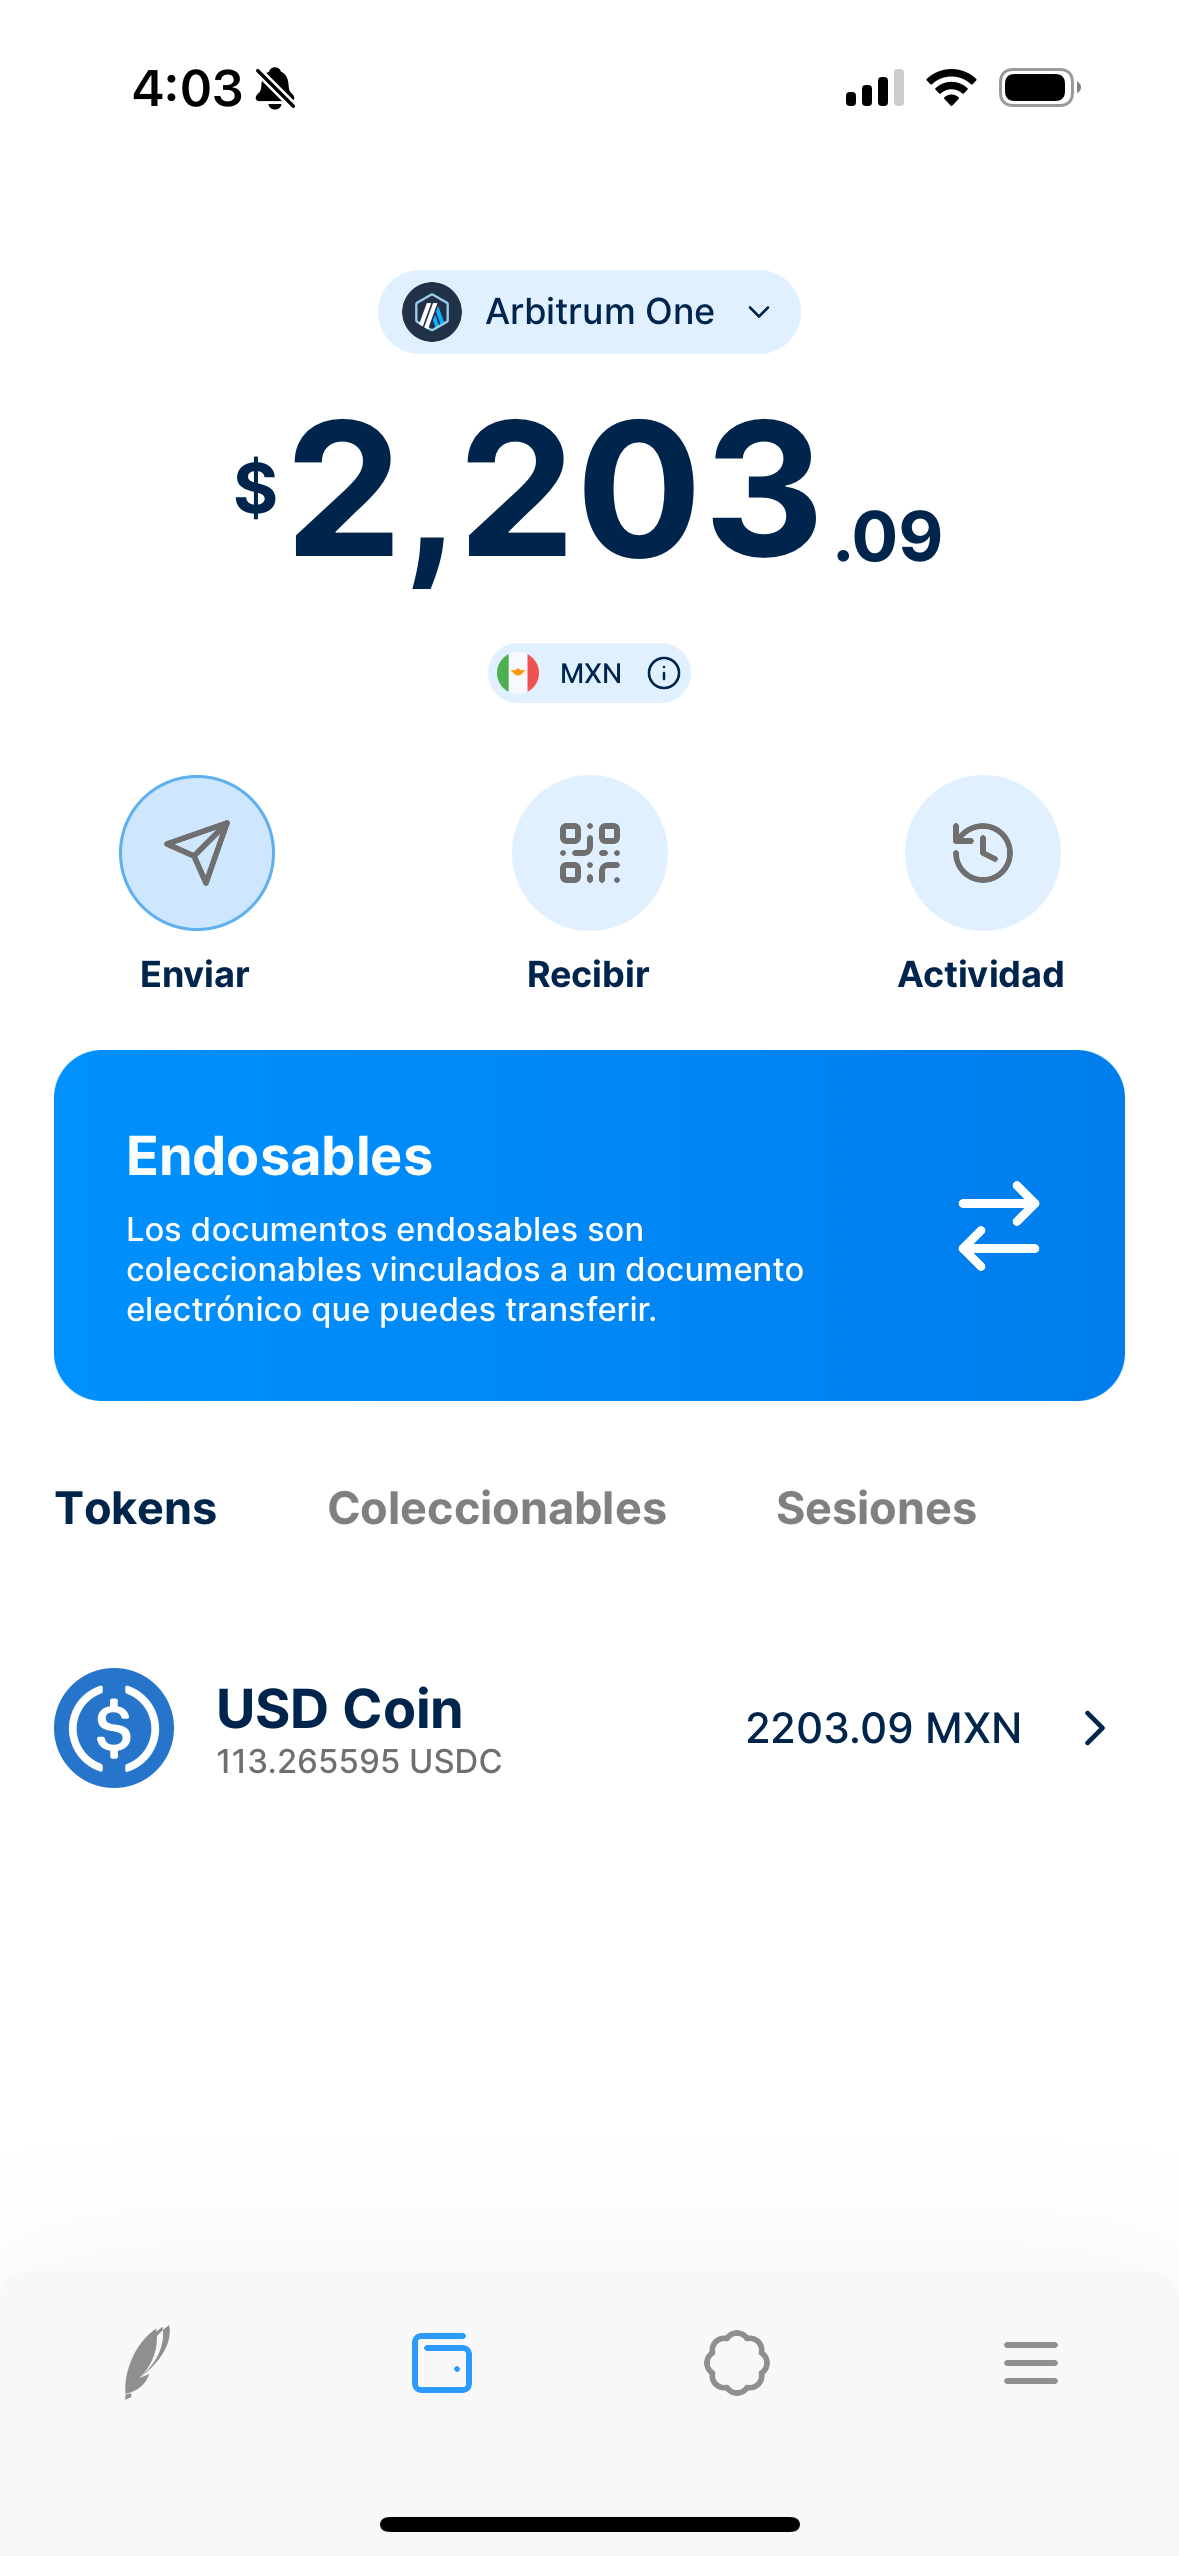 4:03
Arbitrum One
$2,203.09
MXN
Enviar Recibir Actividad
Endosables
Los documentos endosables son
coleccionables vinculados a un documento
electrónico que puedes transferir.
Tokens Coleccionables Sesiones
USD Coin
113.265595 USDC
2203.09 MXN